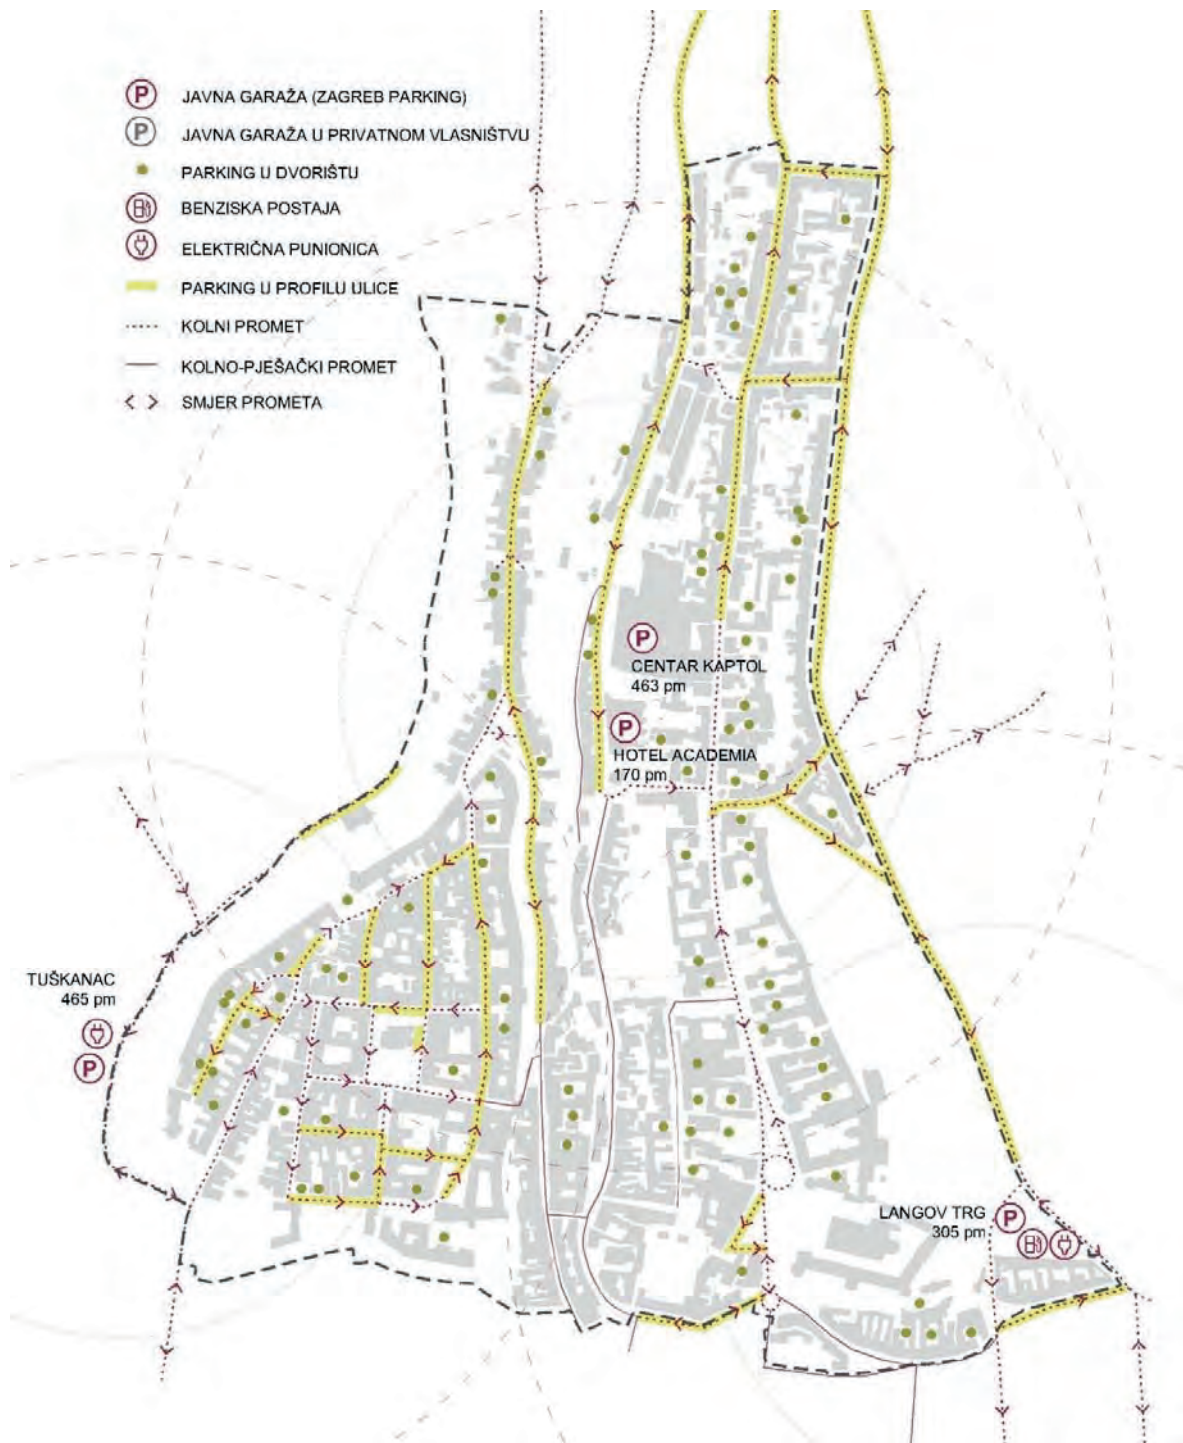 P JAVNA GARAŽA (ZAGREB PARKING)
P JAVNA GARAŽA U PRIVATNOM VLASNIŠTVU
PARKING U DVORIŠTU
BENZISKA POSTAJA
ELEKTRIČNA PUNIONICA
PARKING U PROFILU ULICE
KOLNI PROMET
KOLNO-PJEŠAČKI PROMET
SMJER PROMETA
P
CENTAR KAPTOL
463 pm
P
HOTEL ACADEMIA
170 pm
TUŠKANAC
465 pm
P
LANGOV TRG
305 pm
P